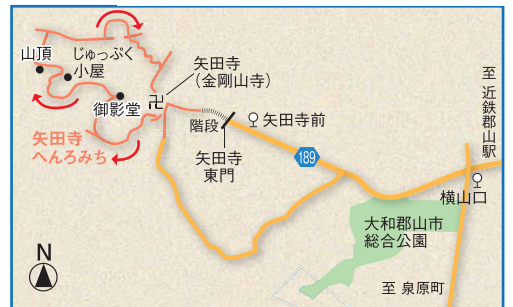 山頂
じゅっぷく
小屋
御影堂
卍
矢田寺
(金剛山寺)
矢田寺
へんろみち
階段
矢田寺前
矢田寺
東門
189
至 近鉄郡山駅
横山口
大和郡山市
総合公園
至 泉原町
N